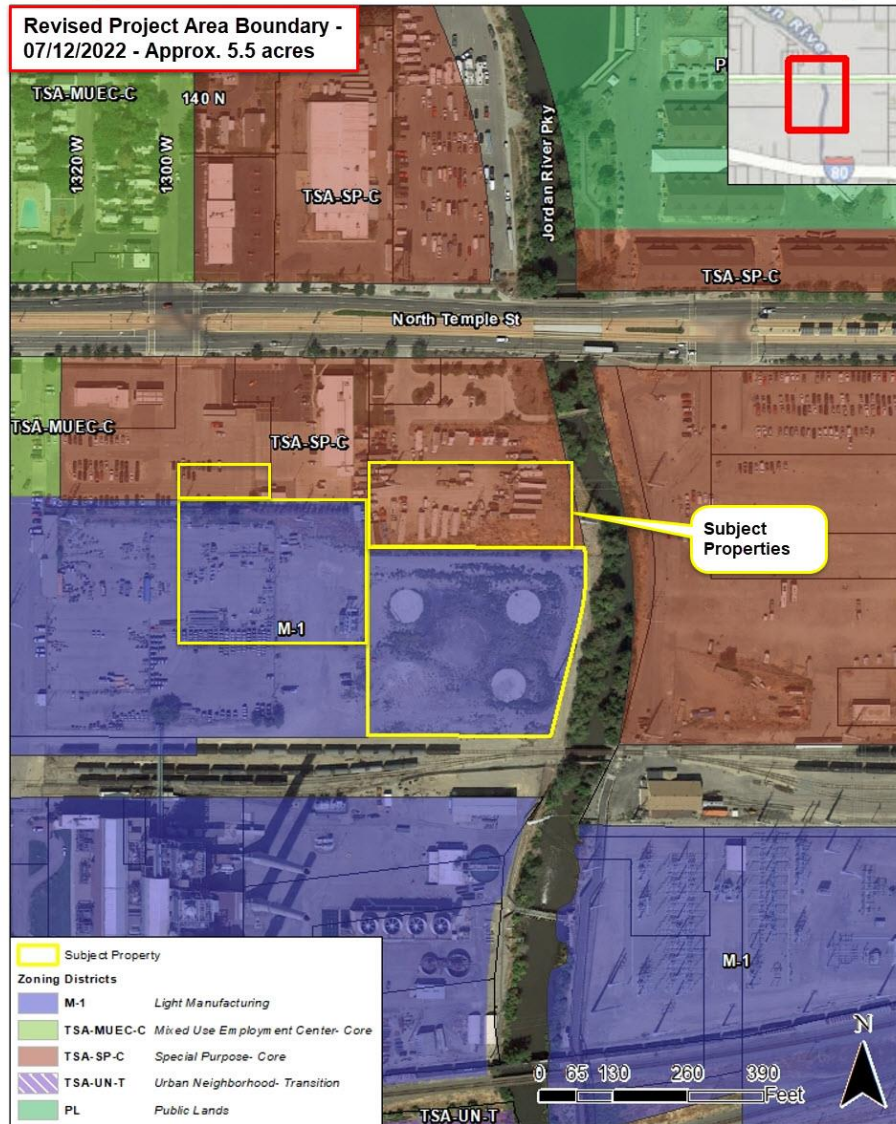 Revised Project Area Boundary -
07/12/2022 - Approx. 5.5 acres
TSA-MUEC-C
140 N
1320 W
1300 W
TSA-SP-C
Jordan River Pky
P
80
TSA-SP-C
North Temple St
TSA-MUEC-C
TSA-SP-C
Subject
Properties
M-1
M-1
Subject Property
Zoning Districts
M-1 Light Manufacturing
TSA-MUEC-C Mixed Use Employment Center- Core
TSA-SP-C Special Purpose- Core
TSA-UN-T Urban Neighborhood- Transition
PL Public Lands
TSA-UN-T
N
0 65 130 260 390
Feet